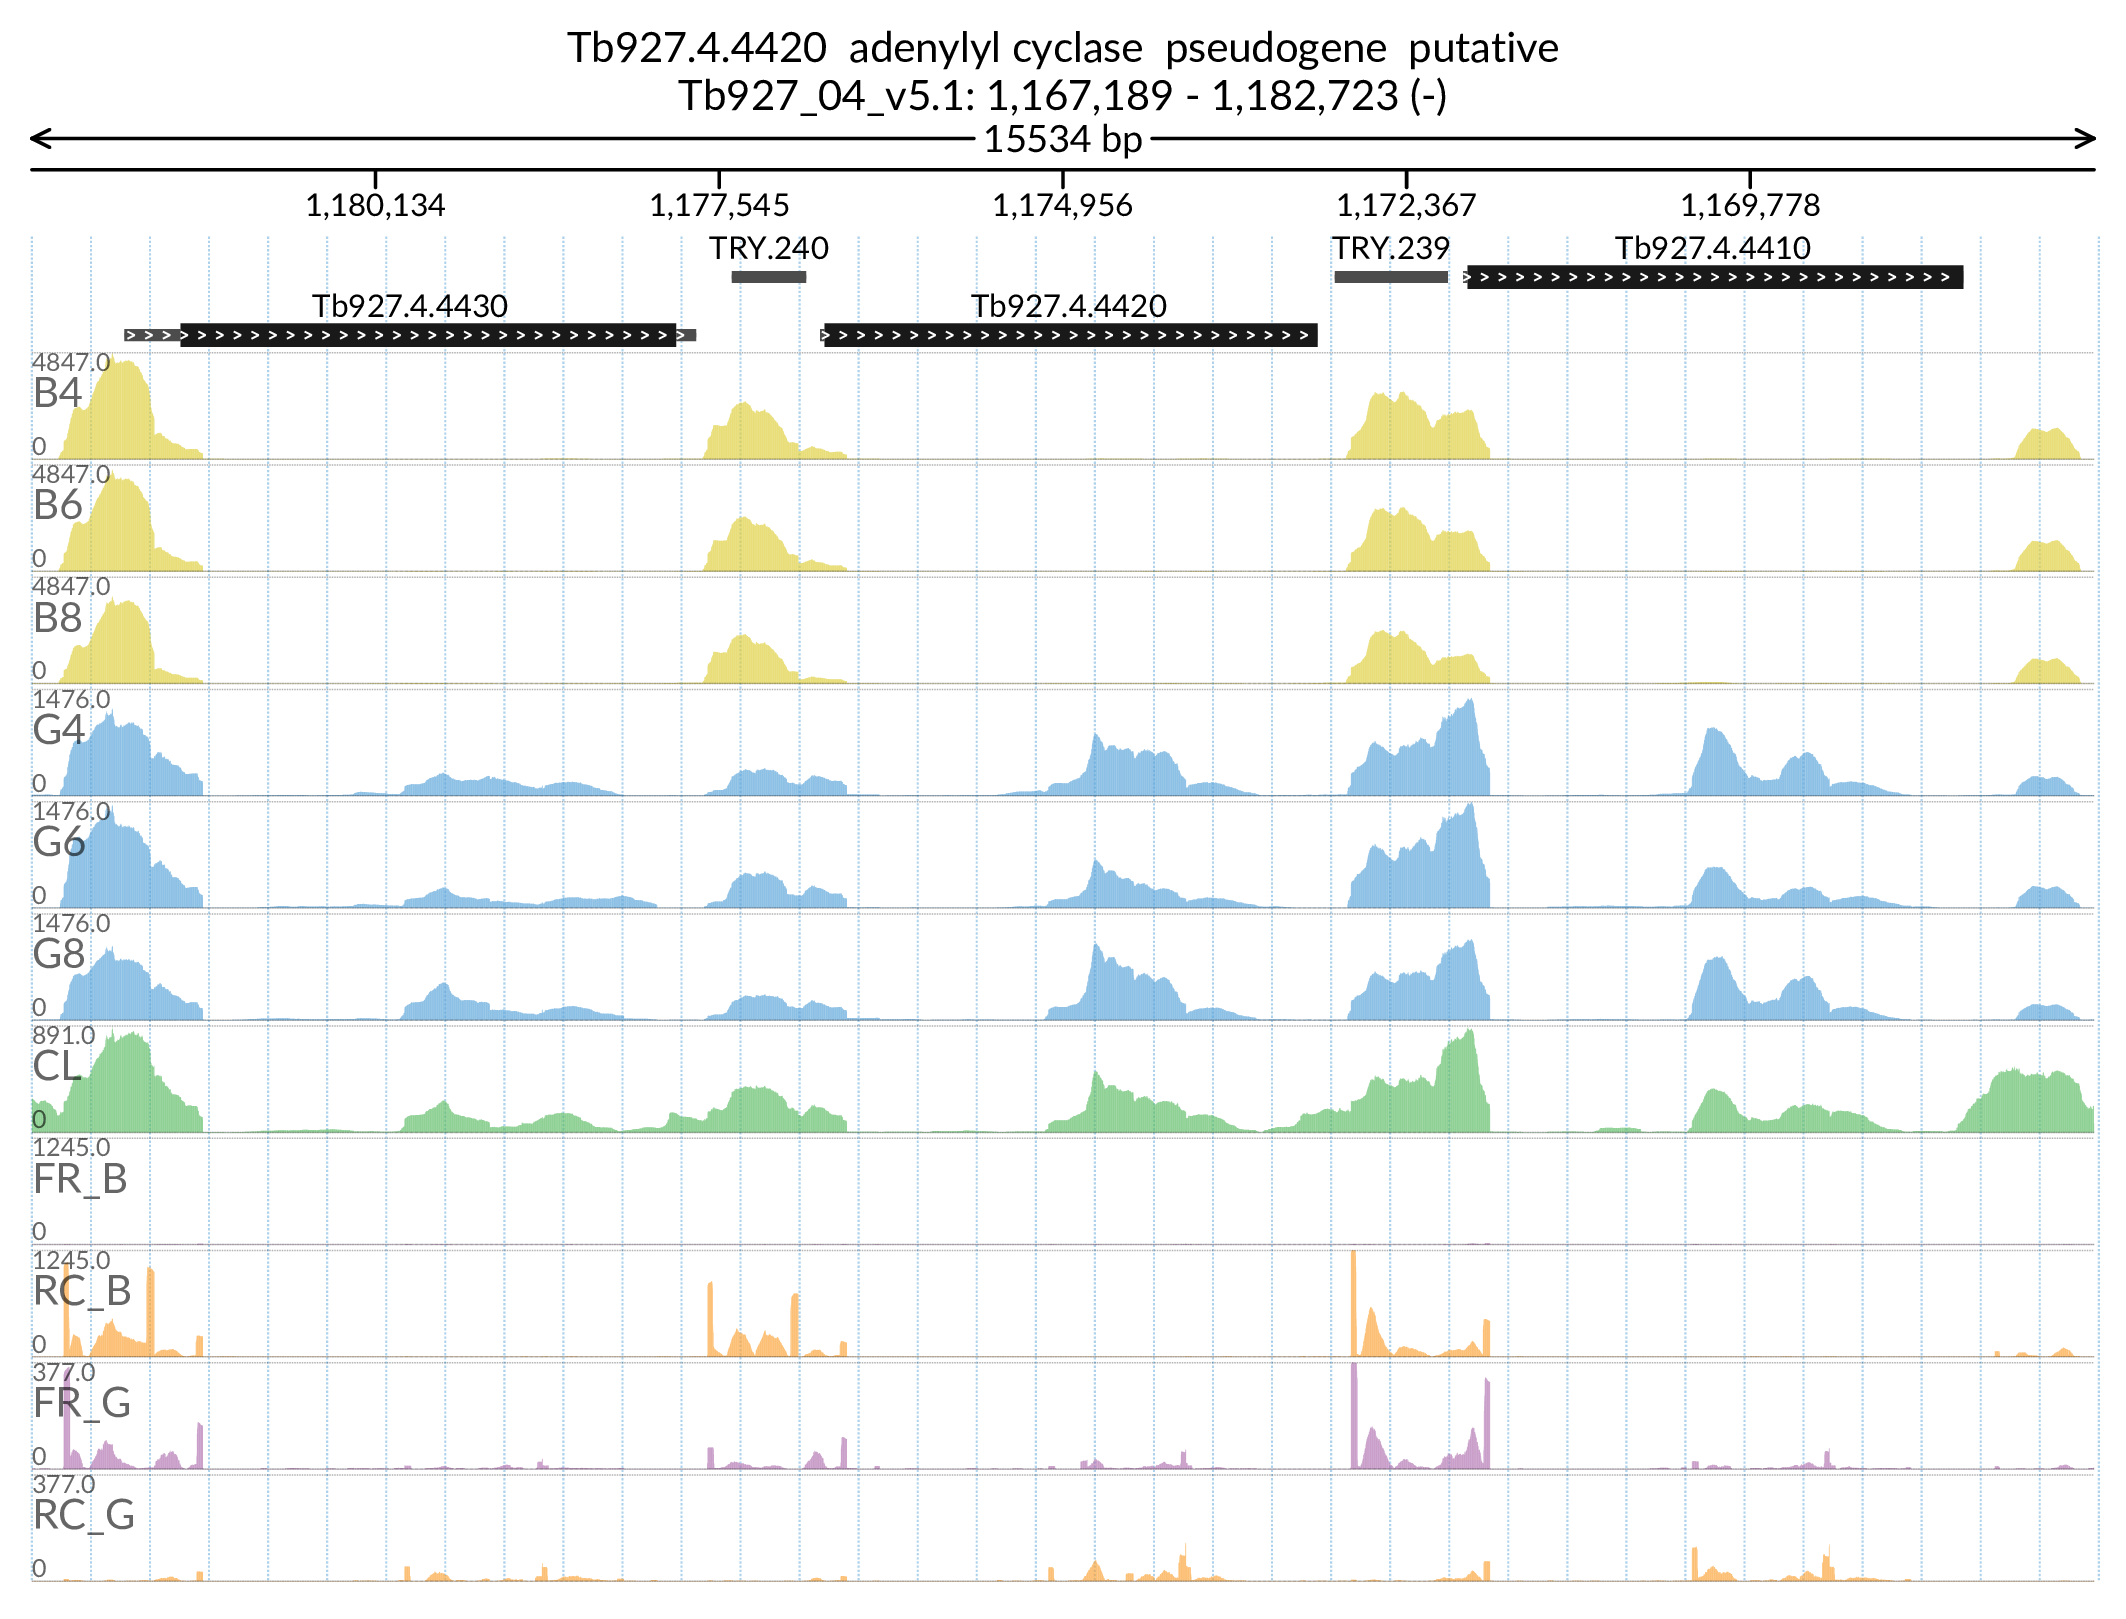 Tb927.4.4420 adenylyl cyclase pseudogene putative
Tb927_04_v5.1: 1,167,189 - 1,182,723 (-)
15534 bp
1,180,134 1,177,545 1,174,956 1,172,367 1,169,778
TRY.240 TRY.239 Tb927.4.4410
Tb927.4.4430 Tb927.4.4420
4847.0
B4
0
4847.0
B6
0
4847.0
B8
0
1476.0
G4
0
1476.0
G6
0
1476.0
G8
0
891.0
CL
0
1245.0
FR_B
0
1245.0
RC_B
0
377.0
FR_G
0
377.0
RC_G
0